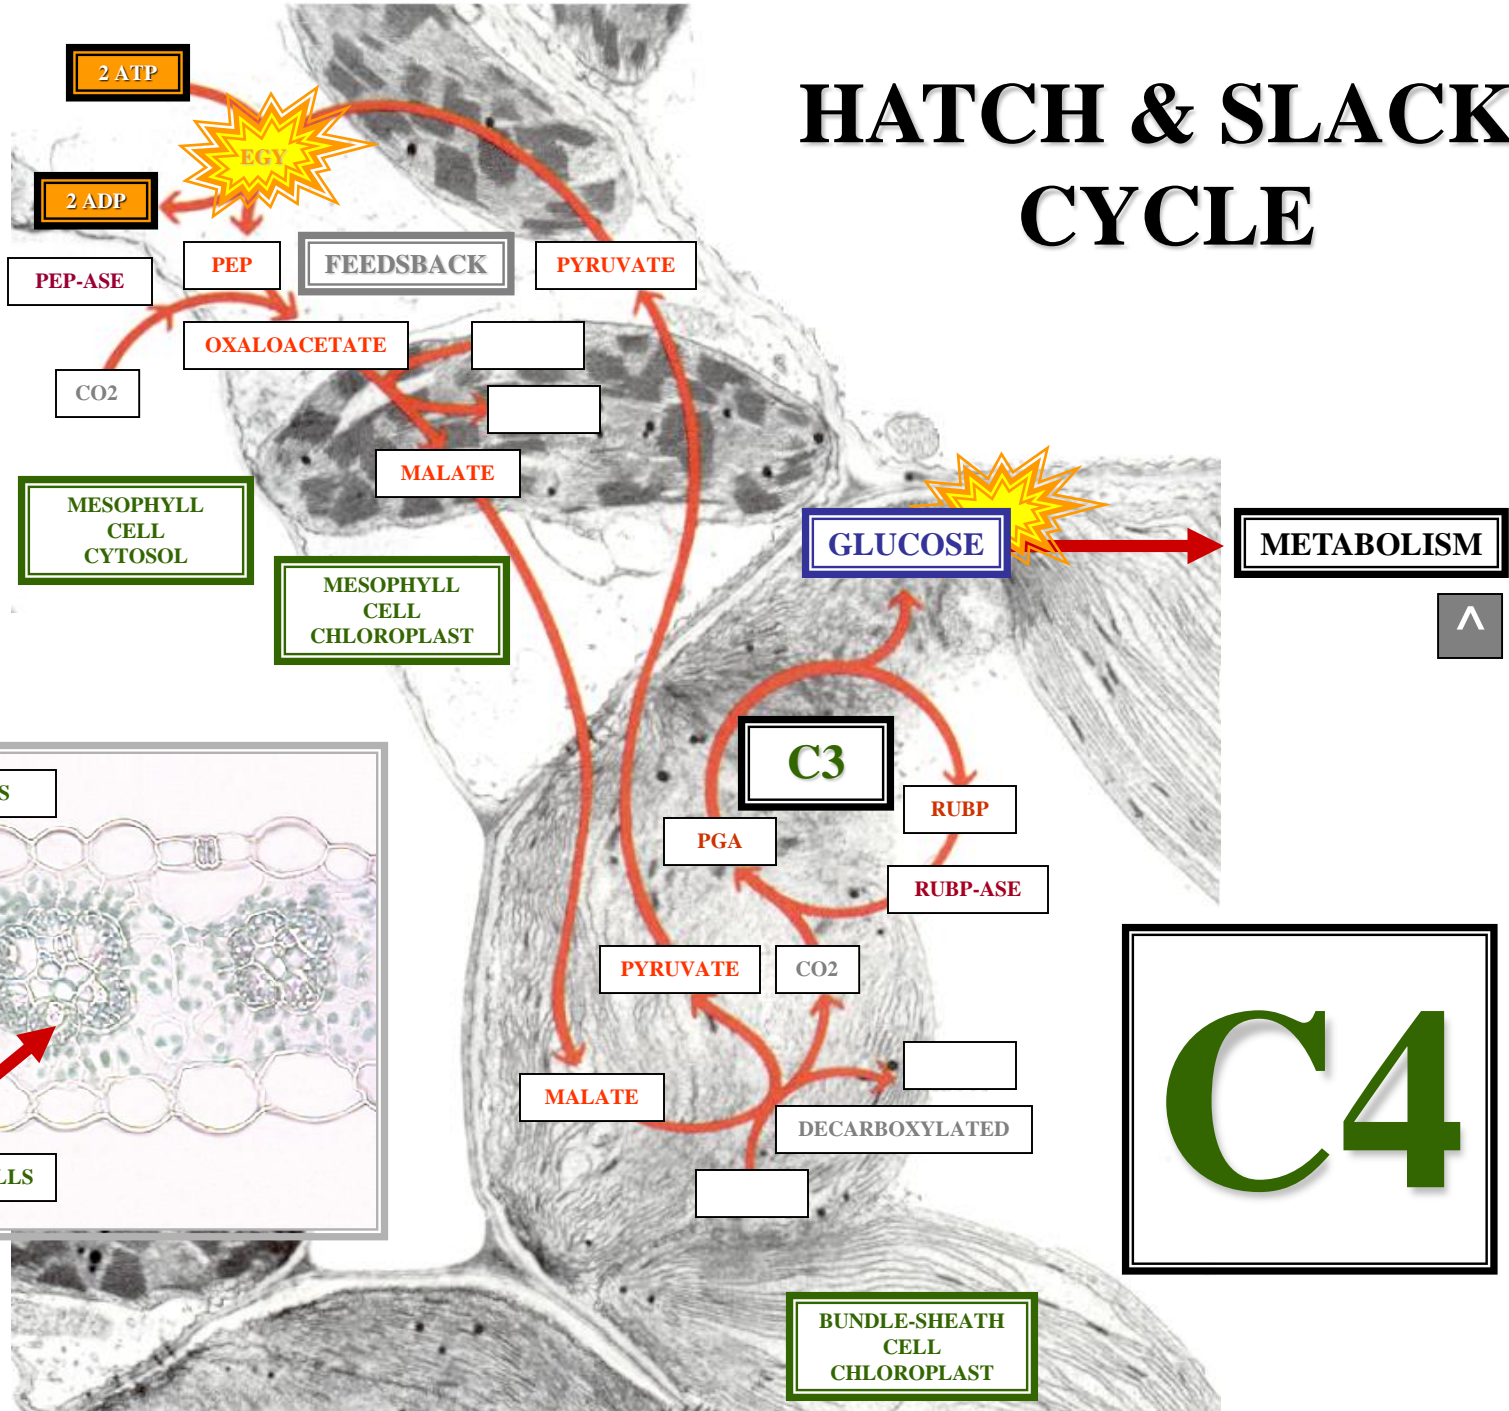 HATCH & SLACK
CYCLE
2 ATP
EGY
2 ADP
PEP-ASE
PEP
FEEDSBACK
PYRUVATE
OXALOACETATE
CO2
MALATE
MESOPHYLL
CELL
CYTOSOL
MESOPHYLL
CELL
CHLOROPLAST
GLUCOSE
METABOLISM
^
C3
RUBP
PGA
RUBP-ASE
PYRUVATE
CO2
MALATE
DECARBOXYLATED
S
LLS
C4
BUNDLE-SHEATH
CELL
CHLOROPLAST